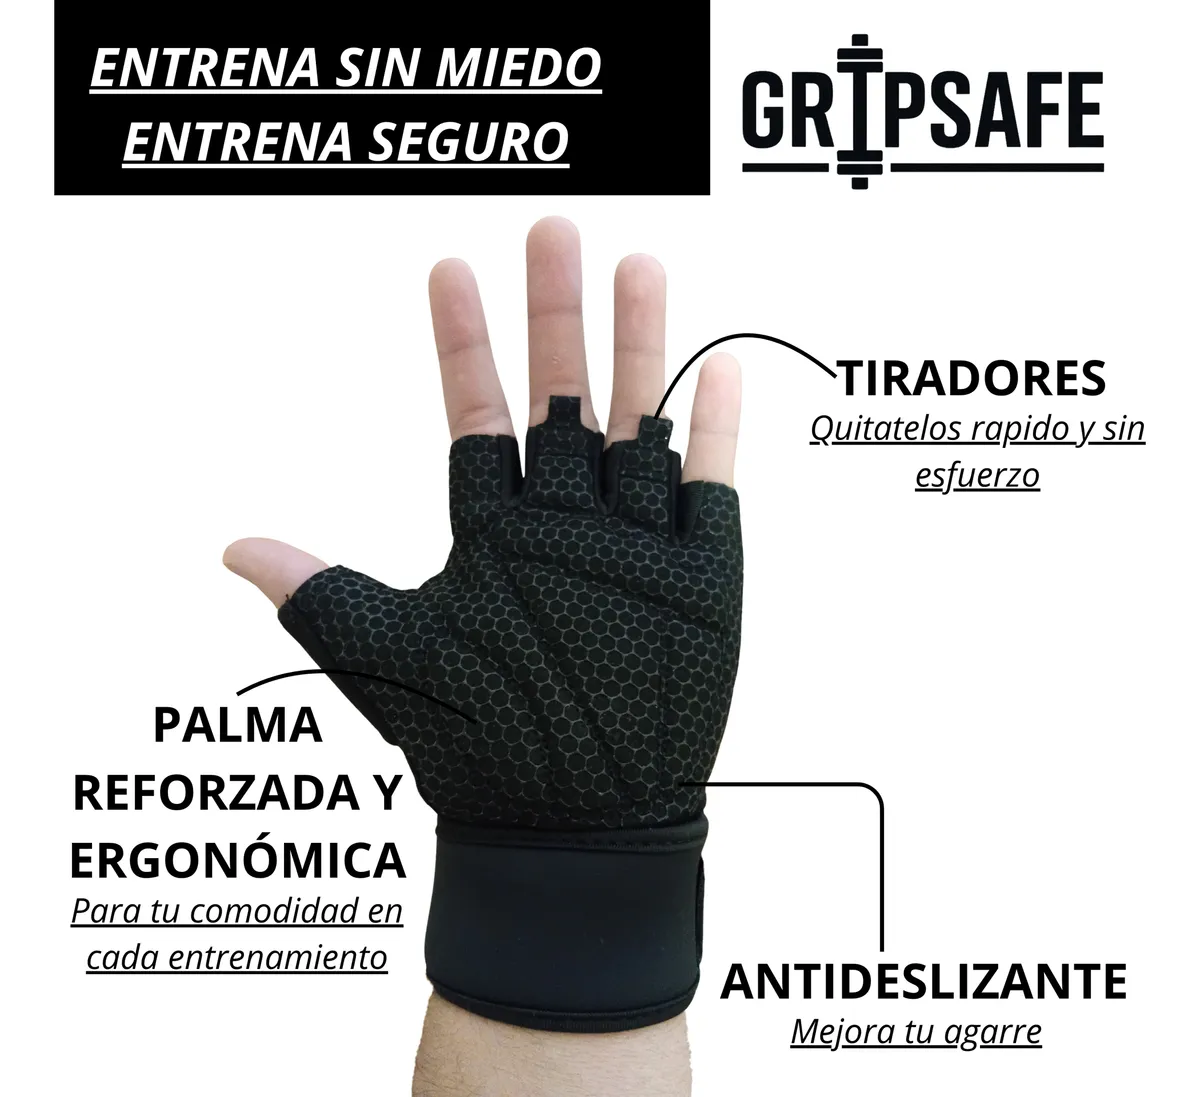 ENTRENA SIN MIEDO
ENTRENA SEGURO
GRIPSAFE
TIRADORES
Quitatelos rapido y sin
esfuerzo
PALMA
REFORZADA Y
ERGONÓMICA
Para tu comodidad en
cada entrenamiento
ANTIDESLIZANTE
Mejora tu agarre